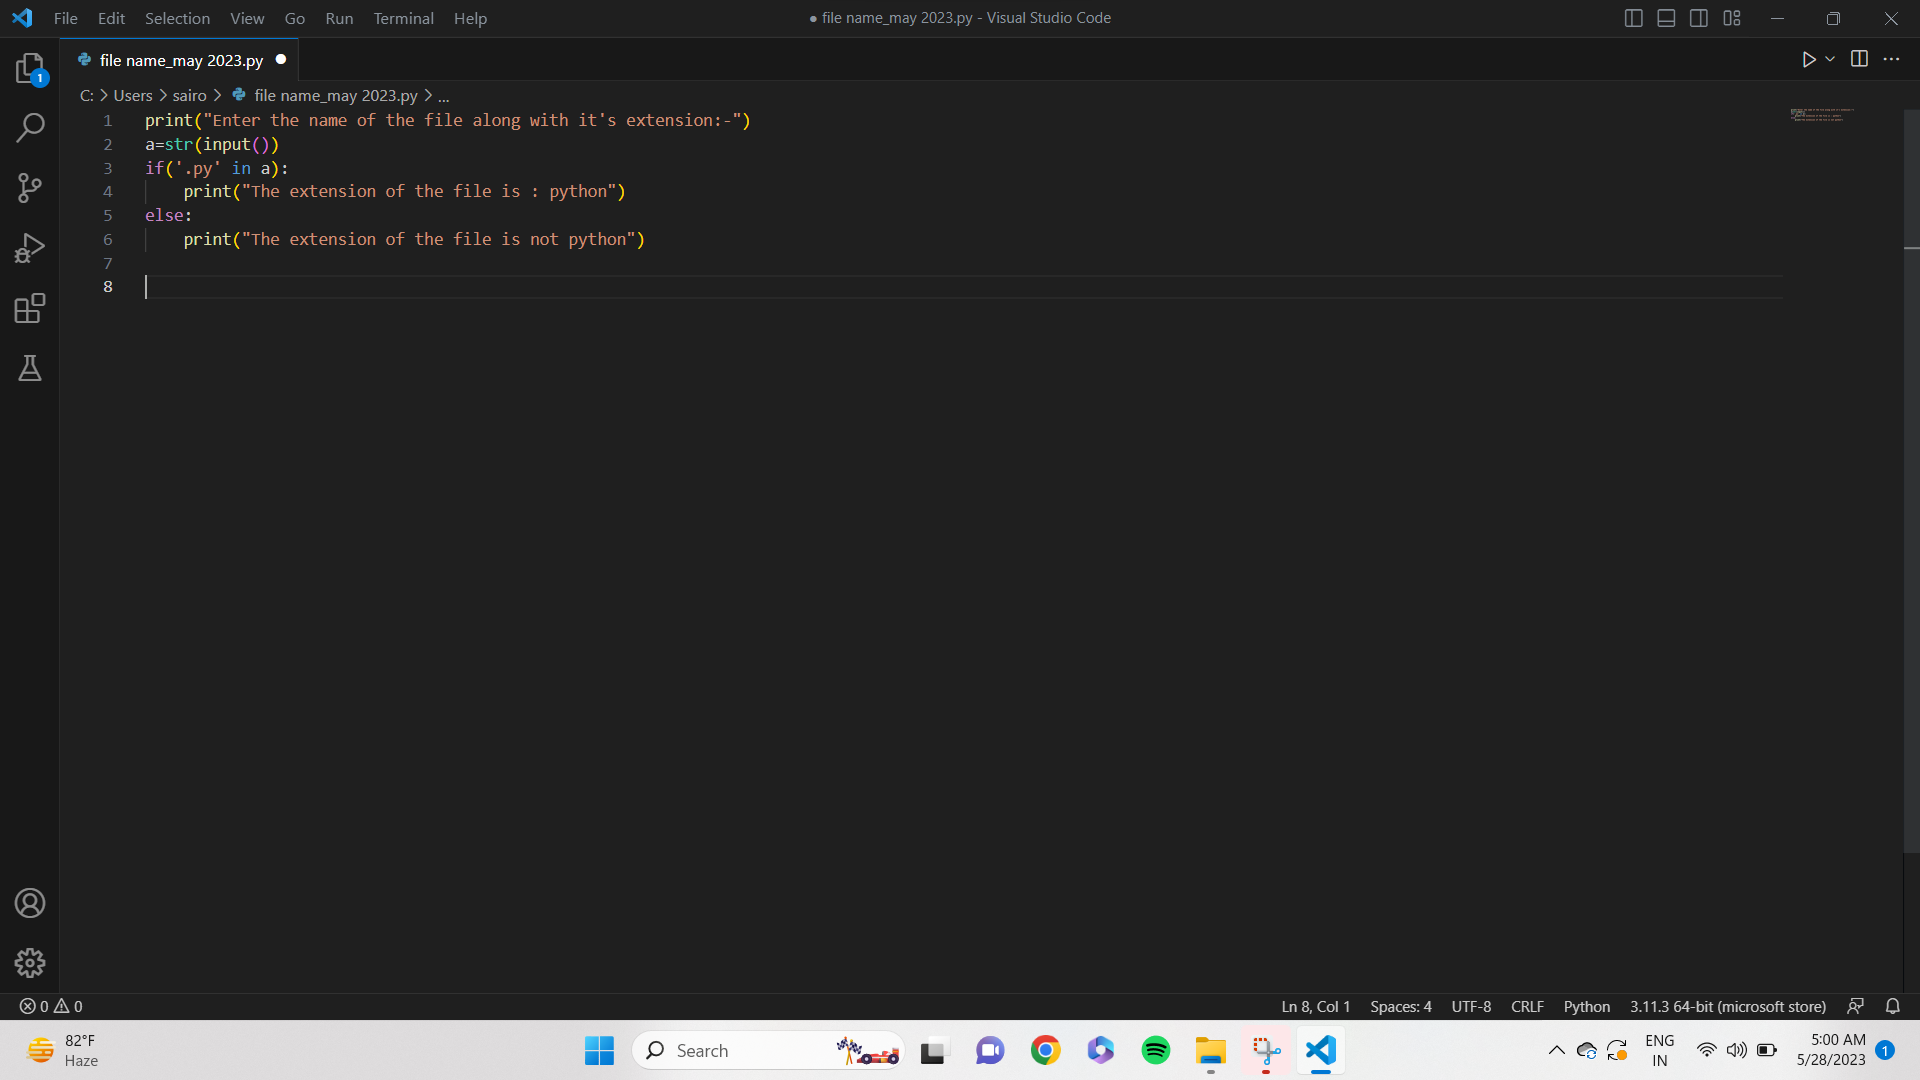 File Edit Selection View Go Run Terminal Help
● file name_may 2023.py - Visual Studio Code
file name_may 2023.py
1
C: > Users > sairo > file name_may 2023.py > ...
1 print("Enter the name of the file along with it's extension:-")
2 a=str(input())
3 if('.py' in a):
4     print("The extension of the file is : python")
5 else:
6     print("The extension of the file is not python")
7
8
0 0
Ln 8, Col 1 Spaces: 4 UTF-8 CRLF Python 3.11.3 64-bit (microsoft store)
82°F
Haze
Search
ENG
IN
5:00 AM
5/28/2023
1